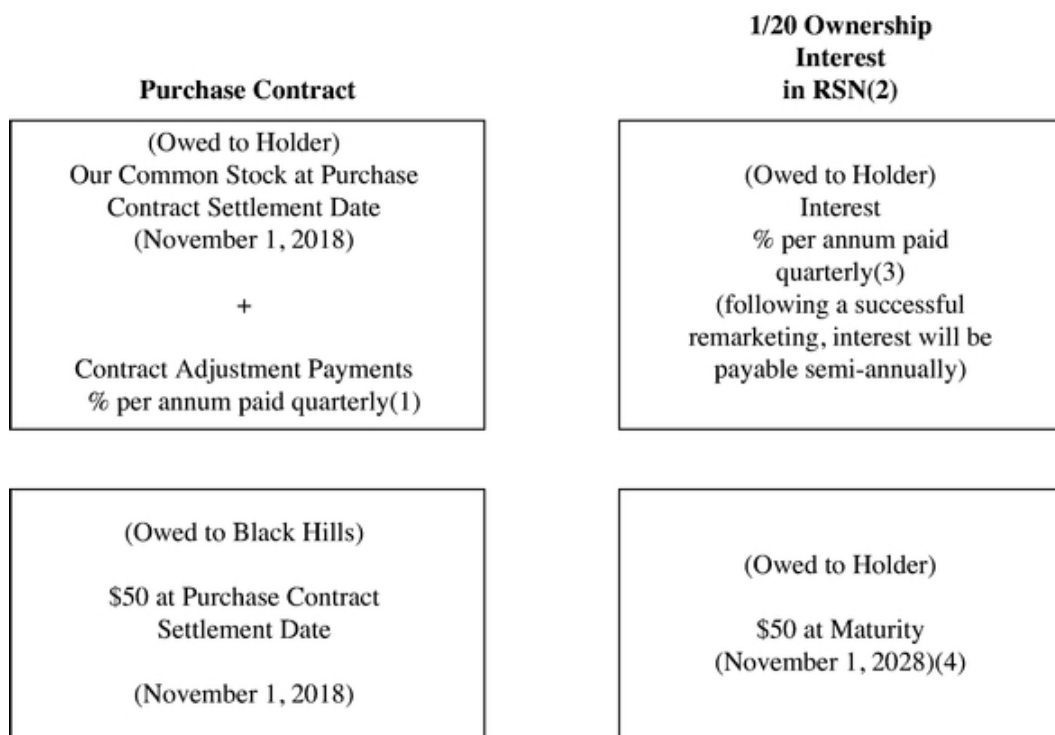 Purchase Contract
(Owed to Holder)
Our Common Stock at Purchase
Contract Settlement Date
(November 1, 2018)
+
Contract Adjustment Payments
% per annum paid quarterly(1)
(Owed to Black Hills)
$50 at Purchase Contract
Settlement Date
(November 1, 2018)
1/20 Ownership
Interest
in RSN(2)
(Owed to Holder)
Interest
% per annum paid
quarterly(3)
(following a successful
remarketing, interest will be
payable semi-annually)
(Owed to Holder)
$50 at Maturity
(November 1, 2028)(4)